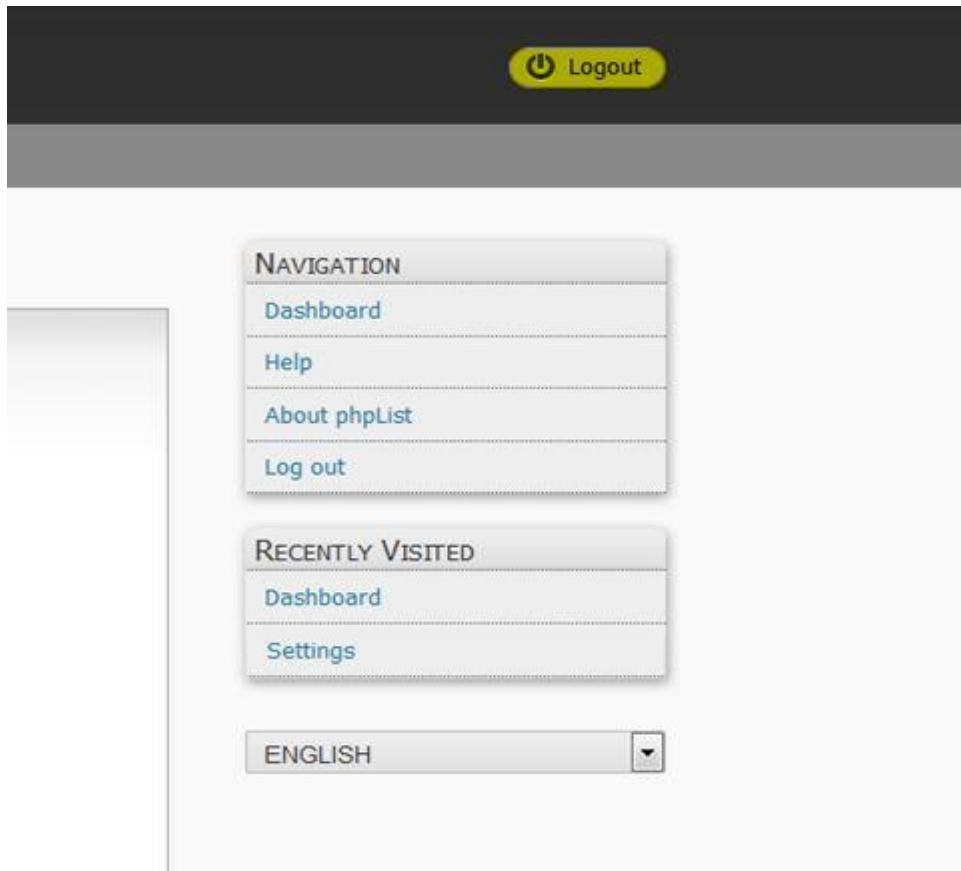 Logout
NAVIGATION
Dashboard
Help
About phpList
Log out
RECENTLY VISITED
Dashboard
Settings
ENGLISH